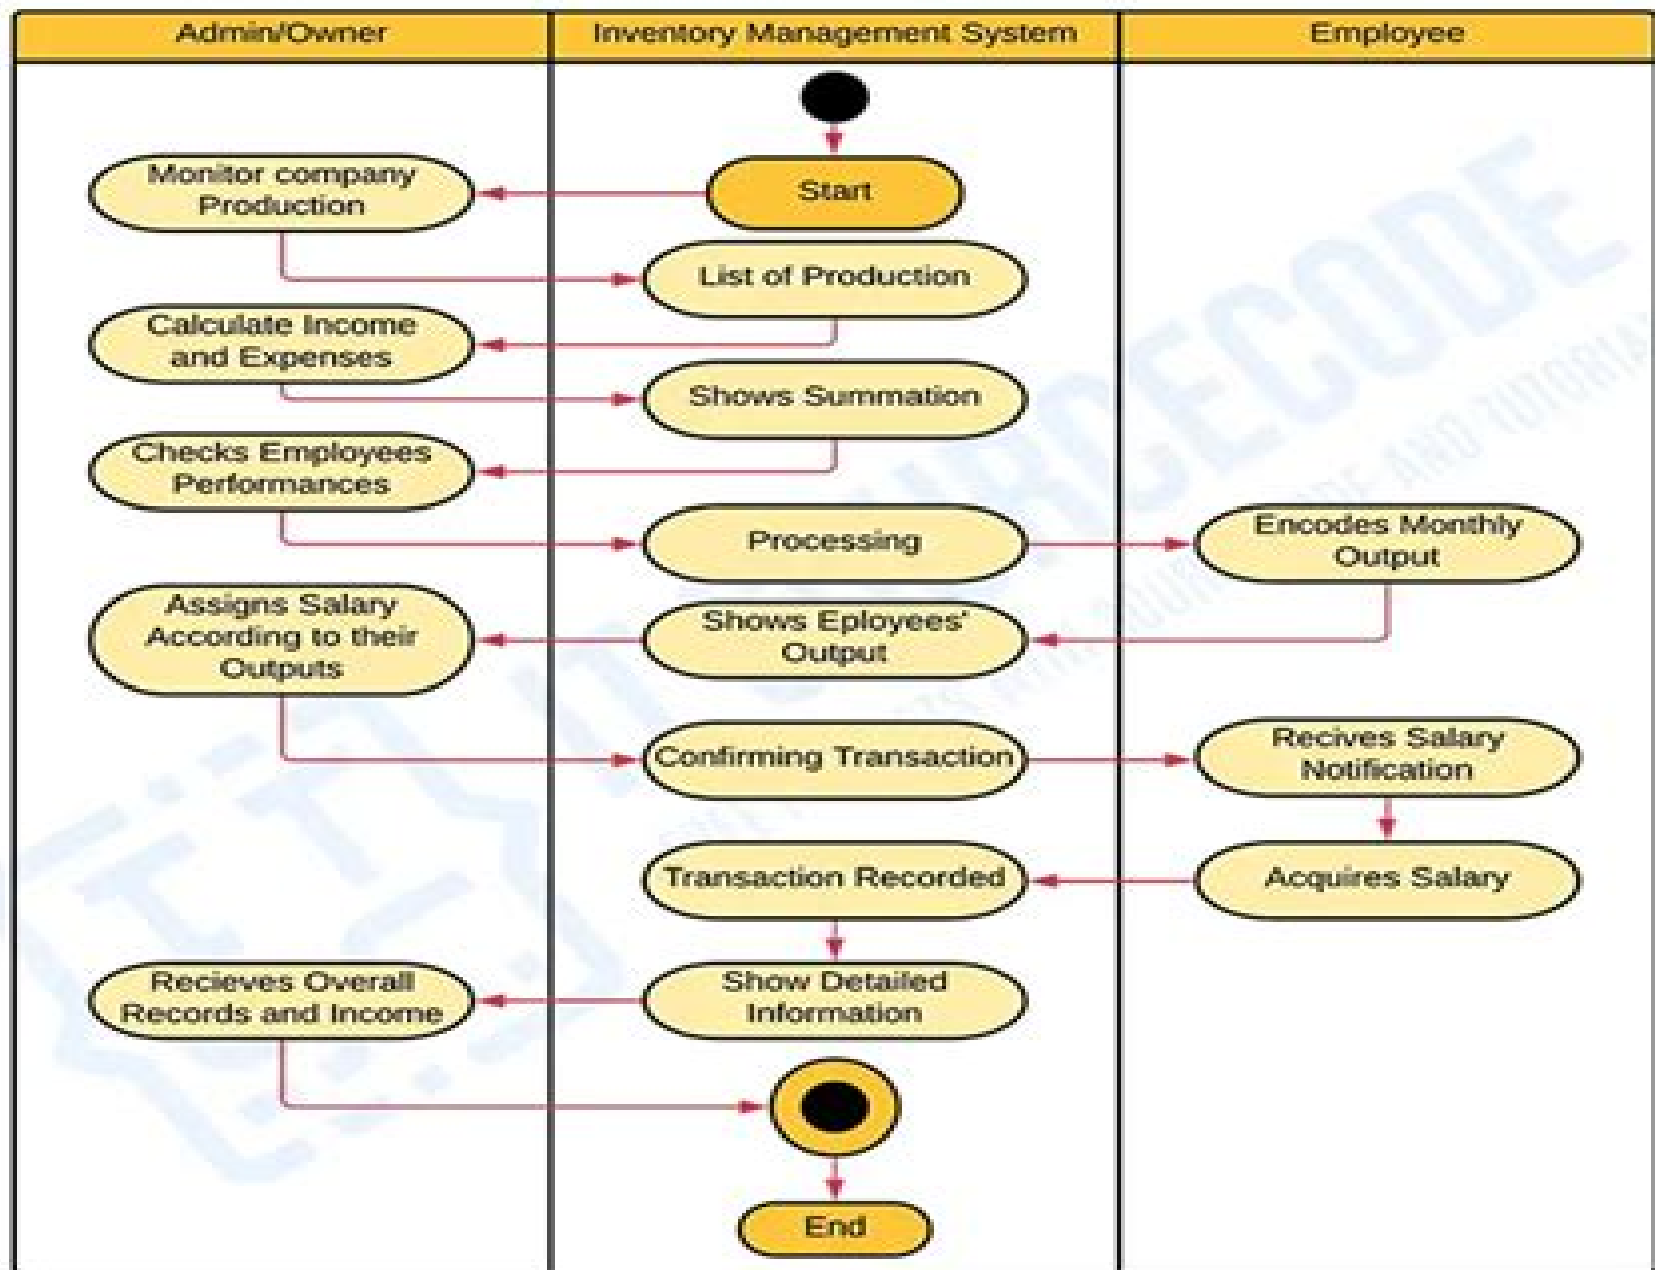 Admin/Owner
Inventory Management System
Employee
Start
Monitor company
Production
List of Production
Calculate Income
and Expenses
Shows Summation
Checks Employees
Performances
Processing
Encodes Monthly
Output
Shows Eployees'
Output
Assigns Salary
According to their
Outputs
Confirming Transaction
Recives Salary
Notification
Acquires Salary
Transaction Recorded
Show Detailed
Information
Recieves Overall
Records and Income
End